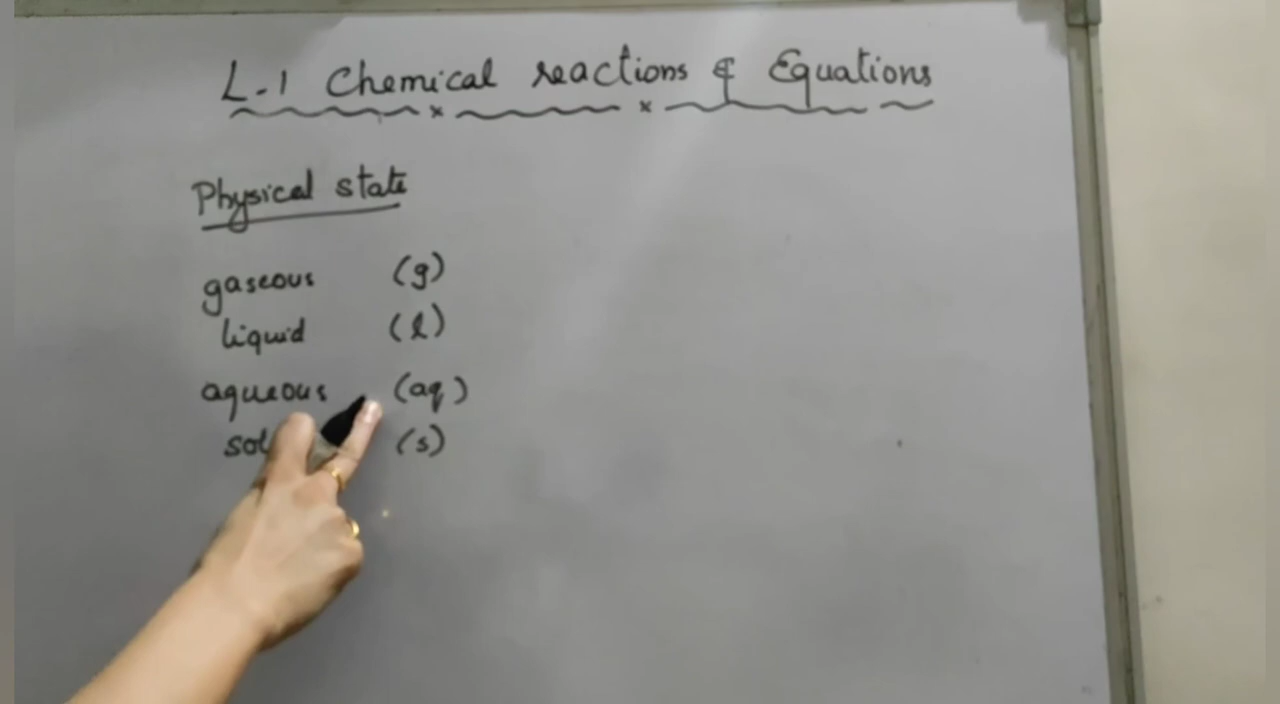 L-1 Chemical reactions & Equations
Physical state
gaseous (g)
liquid (l)
aqueous (aq)
(s)